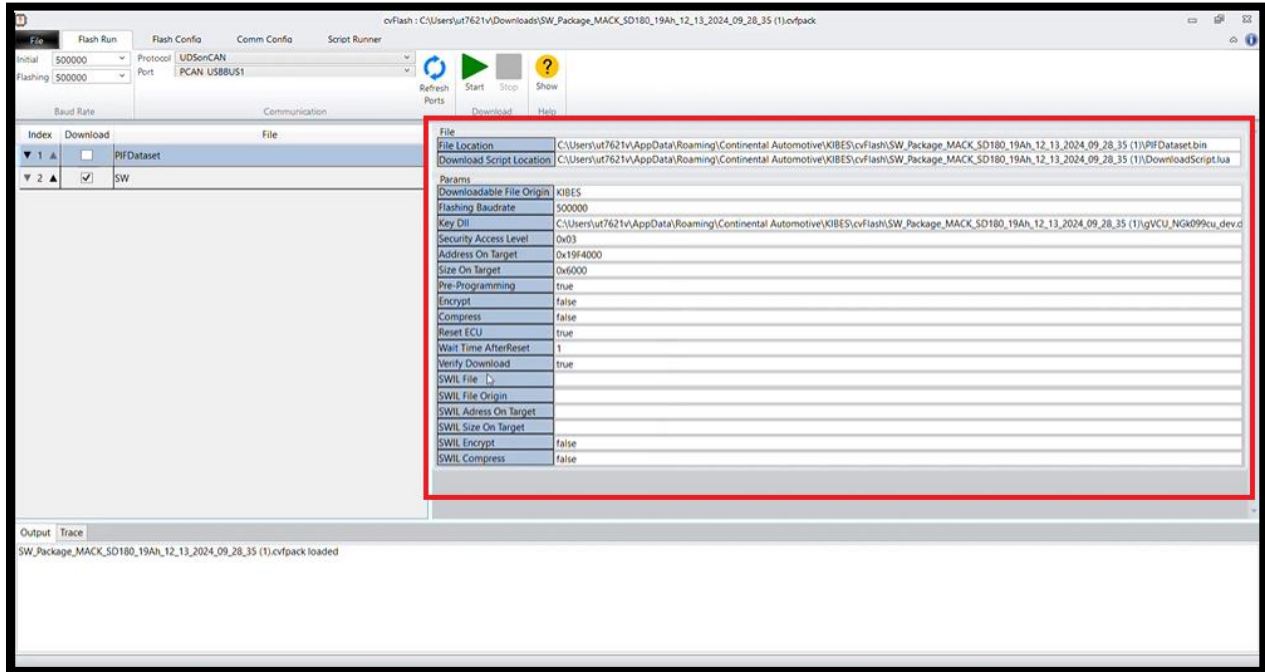 cvFlash : C:\Users\ut7621v\Downloads\SW_Package_MACK_SD180_19Ah_12_13_2024_09_28_35 (1).cvfpack
File Flash Run Flash Config Comm Config Script Runner
Initial 500000 Protocol UDSonCAN
Flashing 500000 Port PCAN_USBBUS1
Refresh Ports Start Stop Show
Baud Rate Communication Download Help
Index Download File
1 PIFDataset
2 SW
File
File Location C:\Users\ut7621v\AppData\Roaming\Continental Automotive\KIBES\cvFlash\SW_Package_MACK_SD180_19Ah_12_13_2024_09_28_35 (1)\PIFDataset.bin
Download Script Location C:\Users\ut7621v\AppData\Roaming\Continental Automotive\KIBES\cvFlash\SW_Package_MACK_SD180_19Ah_12_13_2024_09_28_35 (1)\DownloadScript.lua
Params
Downloadable File Origin KIBES
Flashing Baudrate 500000
Key Dll C:\Users\ut7621v\AppData\Roaming\Continental Automotive\KIBES\cvFlash\SW_Package_MACK_SD180_19Ah_12_13_2024_09_28_35 (1)\gVCU_NGk099cu_dev.d
Security Access Level 0x03
Address On Target 0x19F4000
Size On Target 0x6000
Pre-Programming true
Encrypt false
Compress false
Reset ECU true
Wait Time AfterReset 1
Verify Download true
SWIL File
SWIL File Origin
SWIL Adress On Target
SWIL Size On Target
SWIL Encrypt false
SWIL Compress false
Output Trace
SW_Package_MACK_SD180_19Ah_12_13_2024_09_28_35 (1).cvfpack loaded